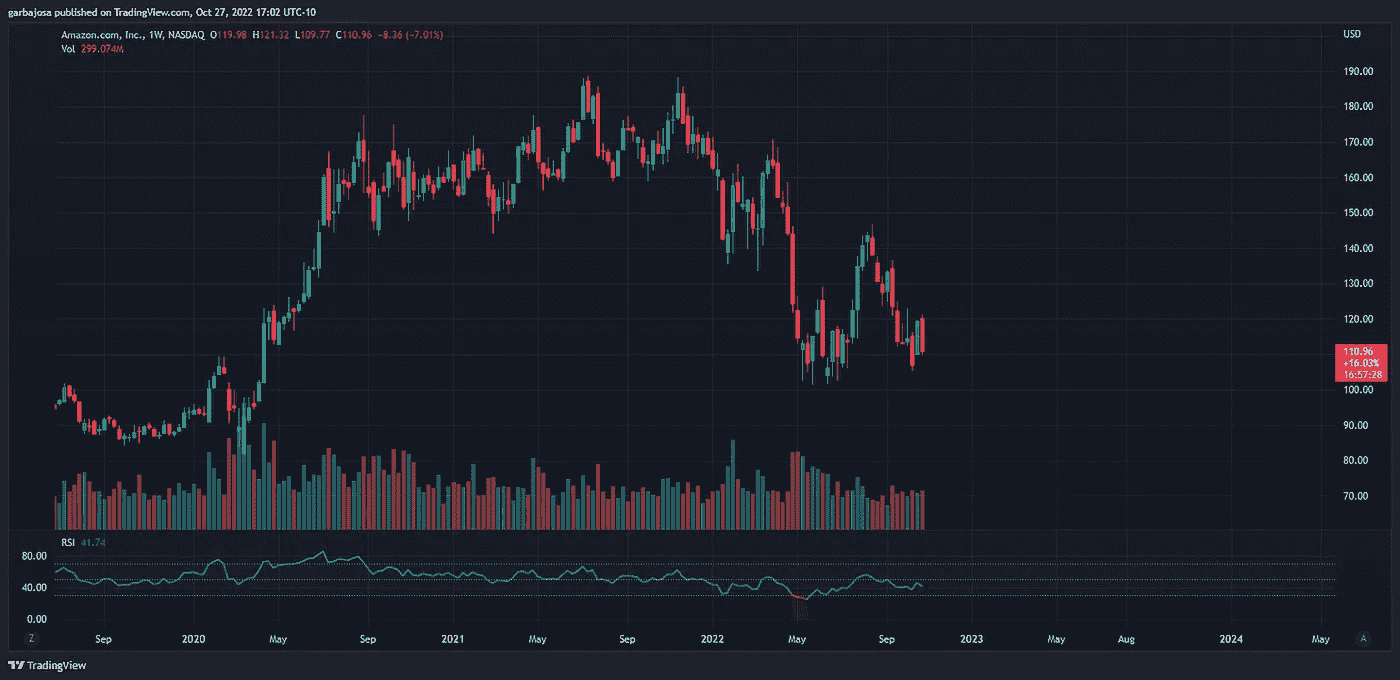 garbajosa published on TradingView.com, Oct 27, 2022 17:02 UTC-10
Amazon.com, Inc., 1W, NASDAQ O119.98 H121.32 L109.77 C110.96 -8.36 (-7.01%)
Vol 299.074M
USD
190.00
180.00
170.00
160.00
150.00
140.00
130.00
120.00
110.96
+16.03%
16:57:28
100.00
90.00
80.00
70.00
RSI 41.74
80.00
40.00
0.00
Z Sep 2020 May Sep 2021 May Sep 2022 May Sep 2023 May Aug 2024 May A
TradingView